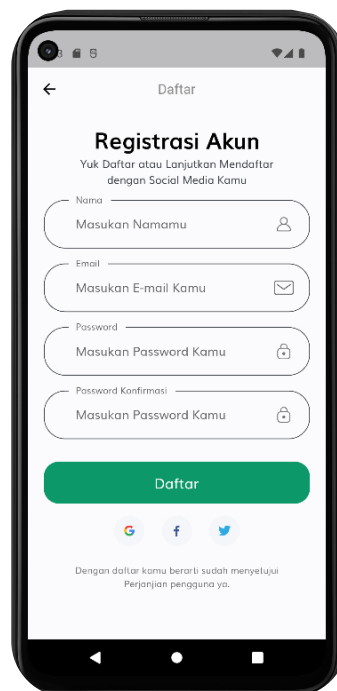 Daftar
Registrasi Akun
Yuk Daftar atau Lanjutkan Mendaftar
dengan Social Media Kamu
Nama
Masukan Namamu
Email
Masukan E-mail Kamu
Password
Masukan Password Kamu
Password Konfirmasi
Masukan Password Kamu
Daftar
G f
Dengan daftar kamu berarti sudah menyetujui
Perjanjian pengguna ya.